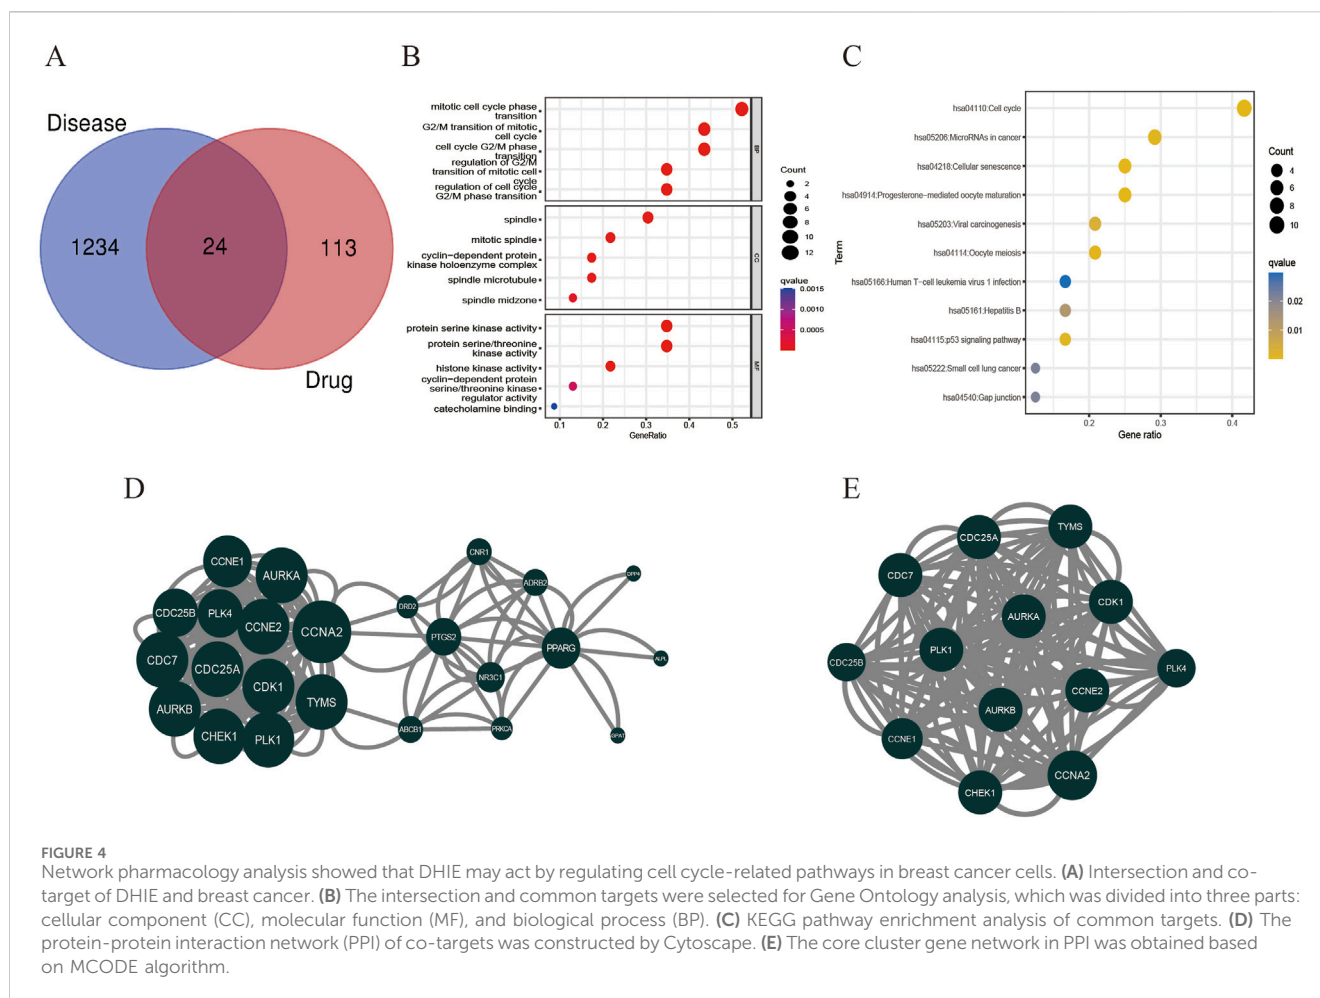 A
Disease
1234
24
113
Drug
B
mitotic cell cycle phase
transition
G2/M transition of mitotic
cell cycle
cell cycle G2/M phase
transition
regulation of G2/M
transition of mitotic cell
cycle
regulation of cell cycle
G2/M phase transition
spindle
mitotic spindle
cyclin-dependent protein
kinase holoenzyme complex
spindle microtubule
spindle midzone
protein serine kinase activity
protein serine/threonine
kinase activity
histone kinase activity
cyclin-dependent protein
serine/threonine kinase
regulator activity
catecholamine binding
BP
CC
MF
0.1 0.2 0.3 0.4 0.5
GeneRatio
Count
2
4
6
8
10
12
qvalue
0.0015
0.0010
0.0005
C
Term
hsa04110:Cell cycle
hsa05206:MicroRNAs in cancer
hsa04218:Cellular senescence
hsa04914:Progesterone-mediated oocyte maturation
hsa05203:Viral carcinogenesis
hsa04114:Oocyte meiosis
hsa05166:Human T-cell leukemia virus 1 infection
hsa05161:Hepatitis B
hsa04115:p53 signaling pathway
hsa05222:Small cell lung cancer
hsa04540:Gap junction
0.2 0.3 0.4
Gene ratio
Count
4
6
8
10
qvalue
0.02
0.01
D
CCNE1
AURKA
CDC25B
PLK4
CCNE2
CCNA2
CDC7
CDC25A
CDK1
TYMS
AURKB
CHEK1
PLK1
CNR1
ADRB2
DRD2
PTGS2
PPARG
NR3C1
ABCB1
PRKCA
DPP4
ALPL
E
TYMS
CDC25A
CDC7
CDK1
AURKA
PLK1
CDC25B
PLK4
CCNE2
AURKB
CCNE1
CCNA2
CHEK1
FIGURE 4
Network pharmacology analysis showed that DHIE may act by regulating cell cycle-related pathways in breast cancer cells. (A) Intersection and co-
target of DHIE and breast cancer. (B) The intersection and common targets were selected for Gene Ontology analysis, which was divided into three parts:
cellular component (CC), molecular function (MF), and biological process (BP). (C) KEGG pathway enrichment analysis of common targets. (D) The
protein-protein interaction network (PPI) of co-targets was constructed by Cytoscape. (E) The core cluster gene network in PPI was obtained based
on MCODE algorithm.